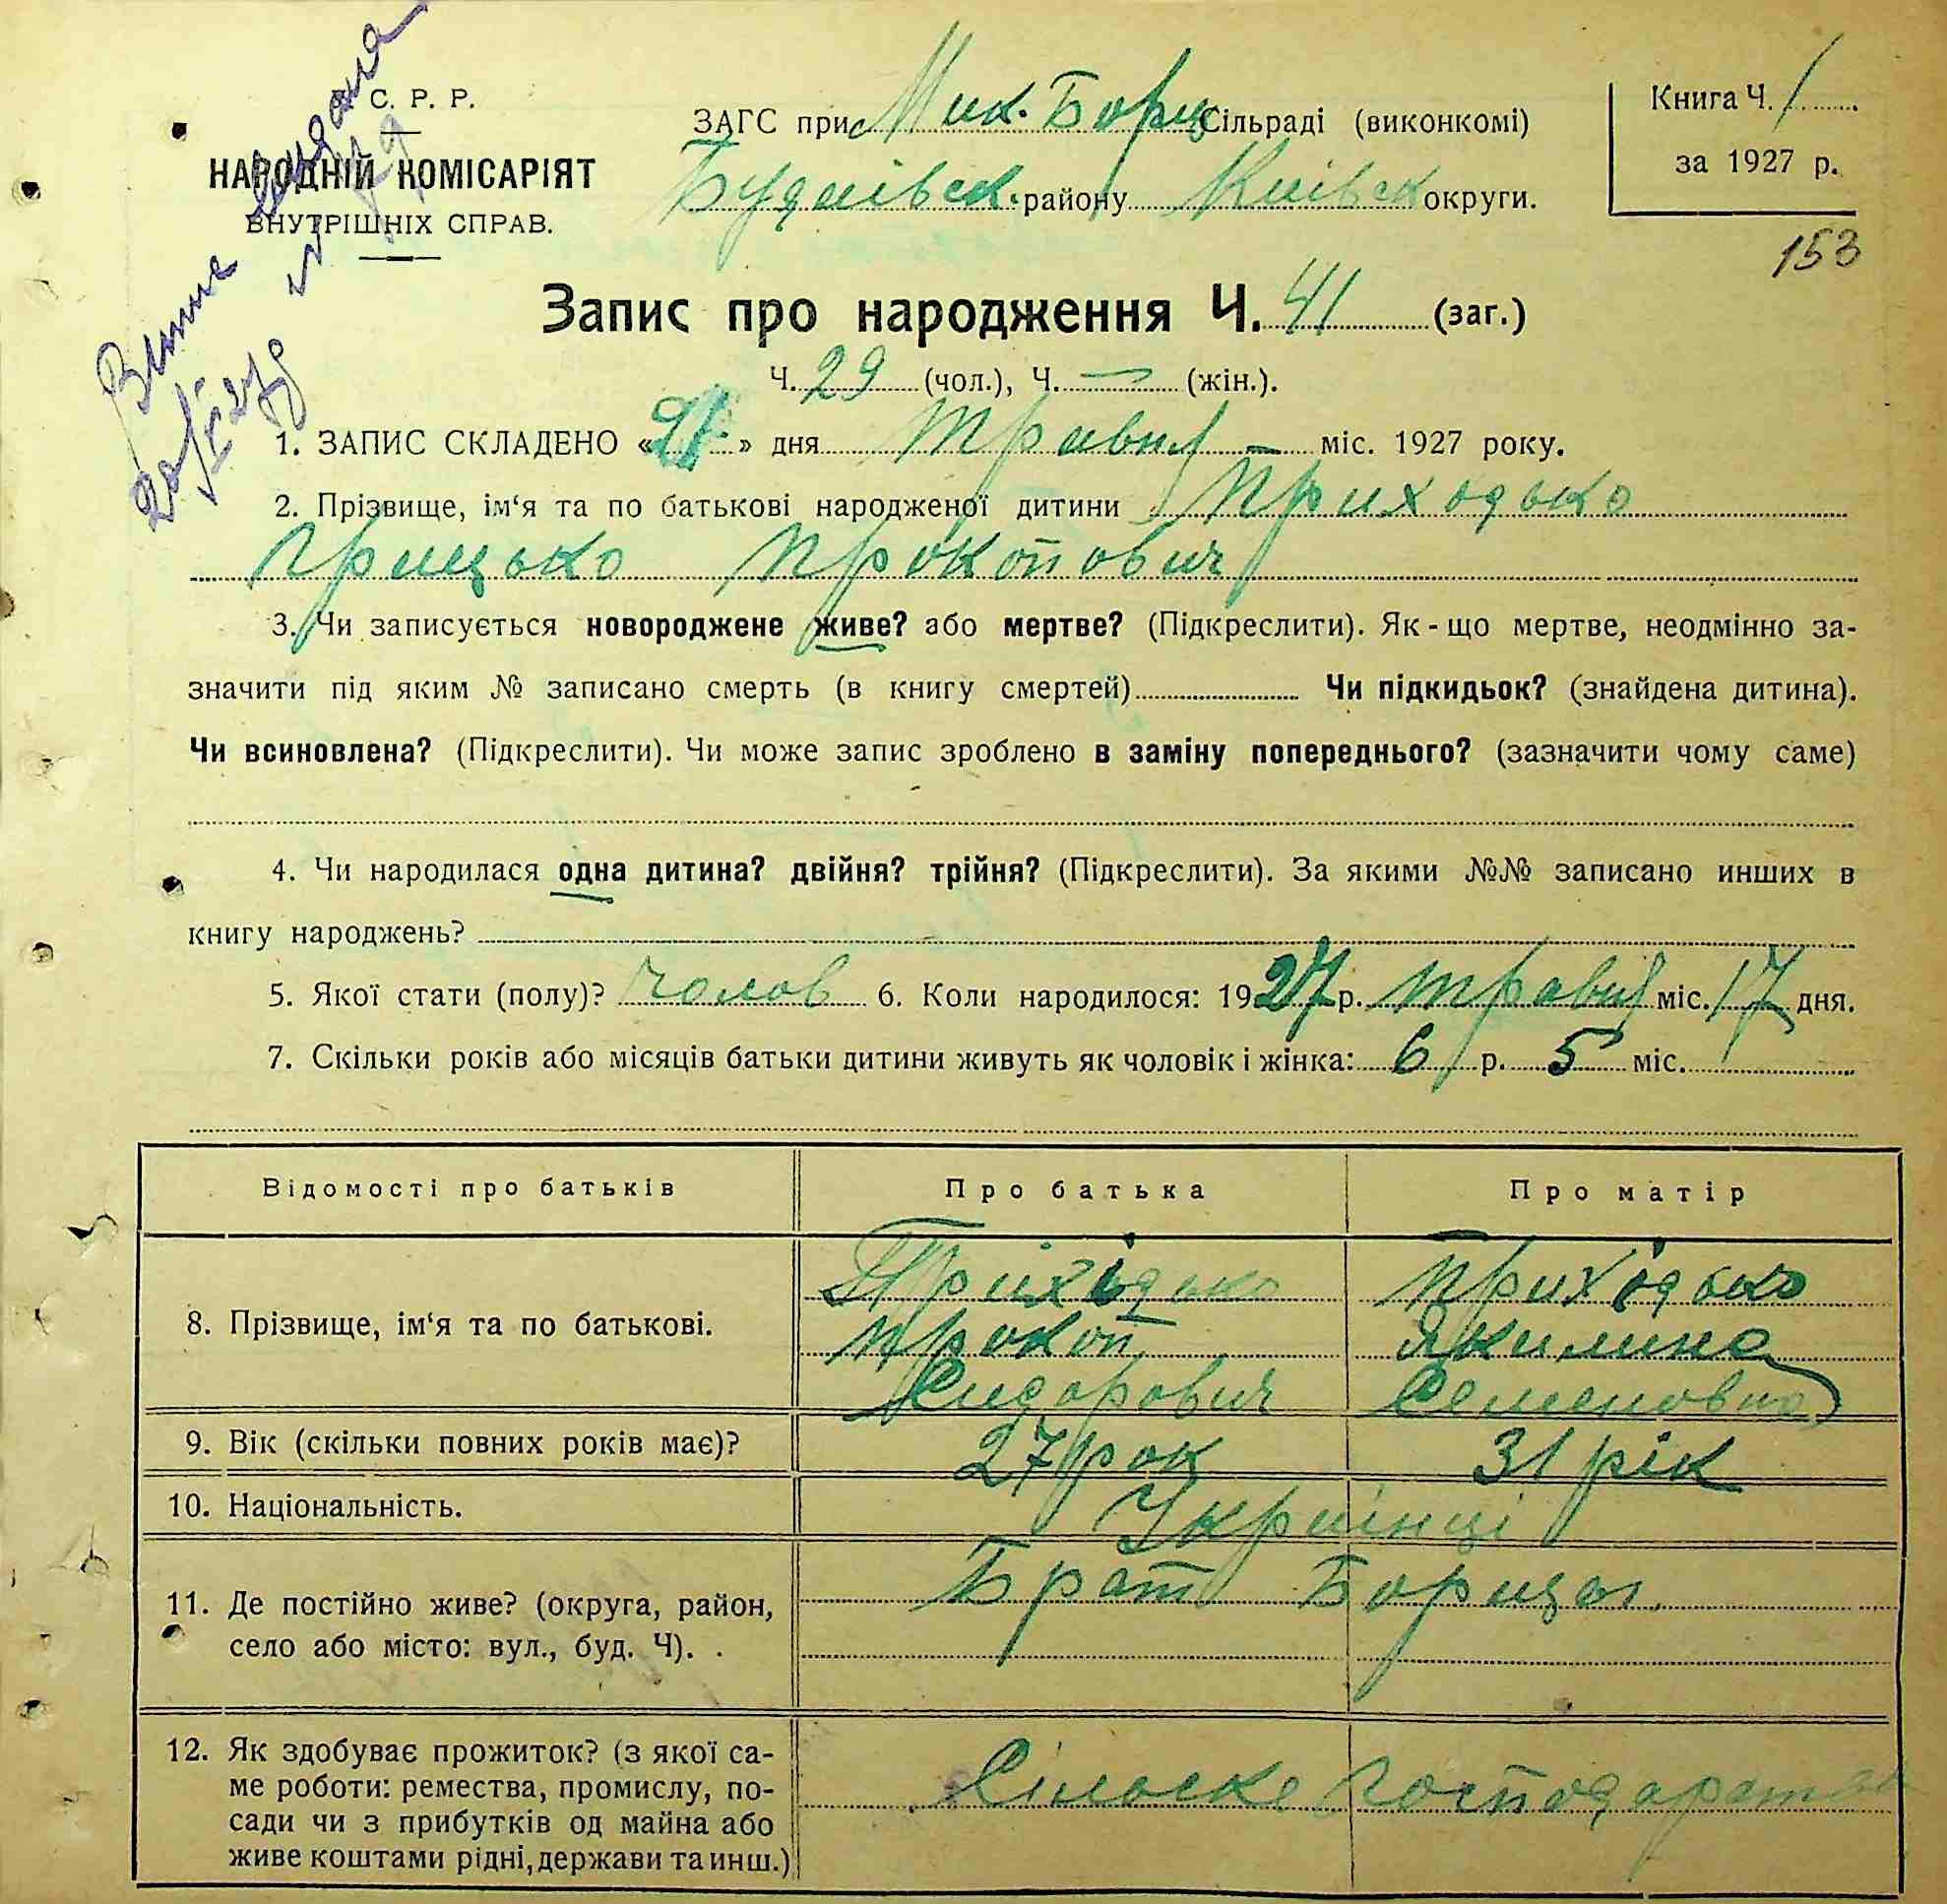 С. Р. Р.
НАРОДНІЙ КОМІСАРІЯТ
ВНУТРІШНІХ СПРАВ.
ЗАГС при Мик. Борщ Сільраді (виконкомі)
Будаївськ. району Київськ округи.
Книга Ч. 1
за 1927 р.
153
Запис про народження Ч. 41 (заг.)
Ч. 29 (чол.), Ч. — (жін.).
1. ЗАПИС СКЛАДЕНО « » дня Травня міс. 1927 року.
2. Прізвище, ім‘я та по батькові народженої дитини Приходько
Грицько Прокопович
3. Чи записується новороджене живе? або мертве? (Підкреслити). Як-що мертве, неодмінно за-
значити під яким № записано смерть (в книгу смертей) Чи підкидьок? (знайдена дитина).
Чи всиновлена? (Підкреслити). Чи може запис зроблено в заміну попереднього? (зазначити чому саме)
4. Чи народилася одна дитина? двійня? трійня? (Підкреслити). За якими №№ записано инших в
книгу народжень?
5. Якої стати (полу)? Чолов 6. Коли народилося: 1927 р. травня міс. 17 дня.
7. Скільки років або місяців батьки дитини живуть як чоловік і жінка: 6 р. 5 міс.
Відомості про батьків Про батька Про матір
8. Прізвище, ім‘я та по батькові.
Приходько Приходько
Прокоп Якилина
Сидорович Семеновна
9. Вік (скільки повних років має)? 27 рок 31 рік
10. Національність. Українці
11. Де постійно живе? (округа, район,
село або місто: вул., буд. Ч). .
Брат Борщы.
12. Як здобуває прожиток? (з якої са-
ме роботи: ремества, промислу, по-
сади чи з прибутків од майна або
живе коштами рідні, держави та инш.)
Сільське господарство